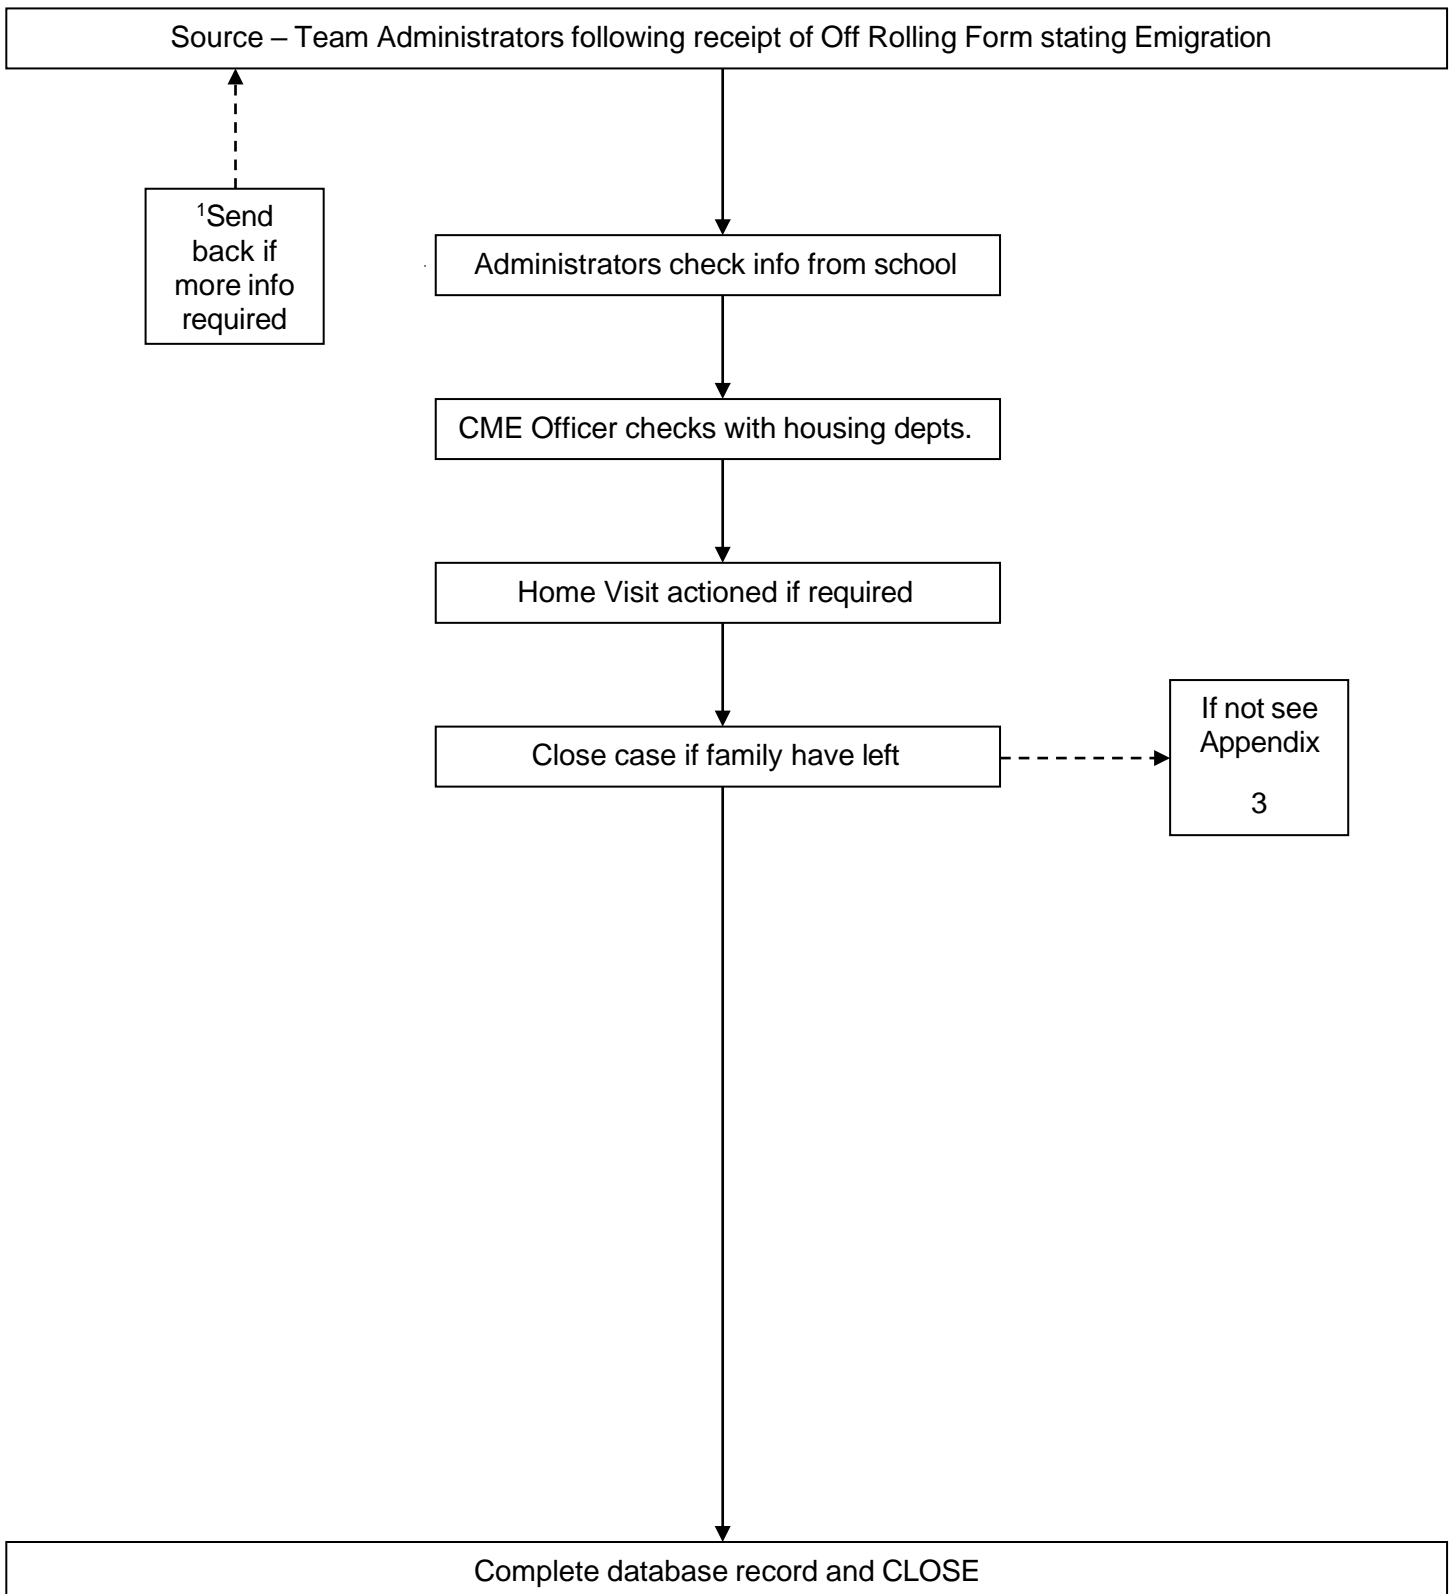 Source – Team Administrators following receipt of Off Rolling Form stating Emigration
¹Send
back if
more info
required
Administrators check info from school
CME Officer checks with housing depts.
Home Visit actioned if required
Close case if family have left
If not see
Appendix
3
Complete database record and CLOSE